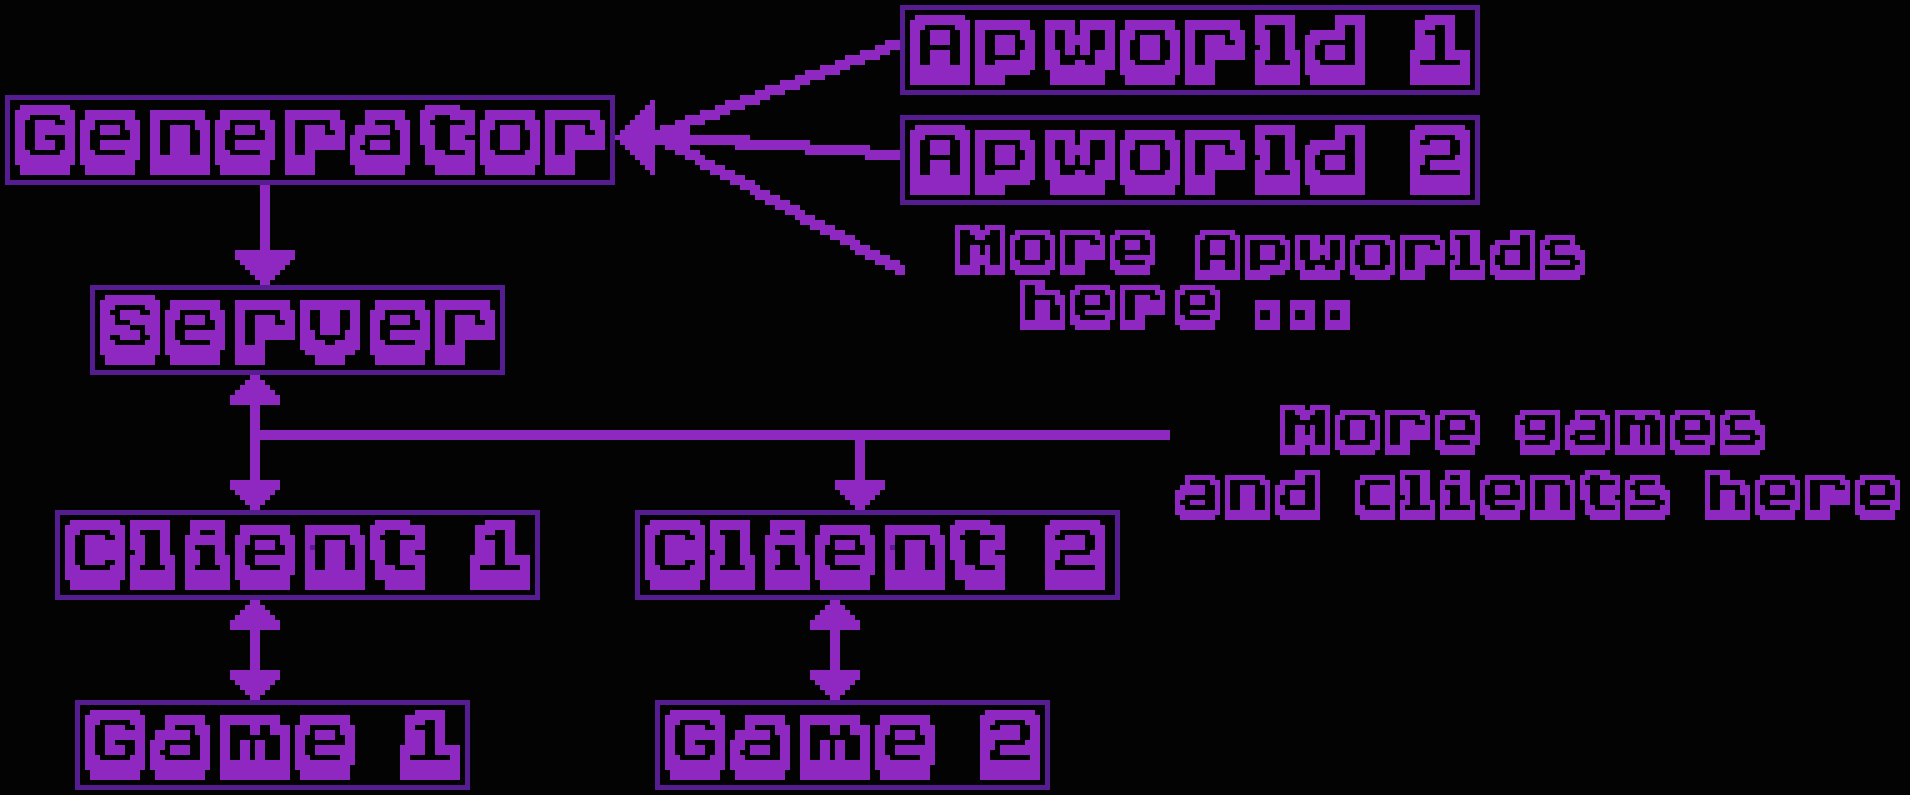 Apworld 1
Generator
Apworld 2
More Apworlds
here ...
Server
More games
and clients here
Client 1
Client 2
Game 1
Game 2